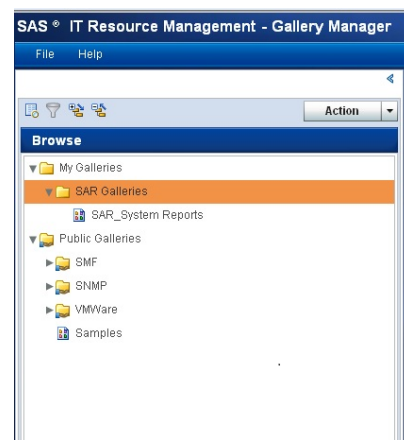 SAS ® IT Resource Management - Gallery Manager
File Help
Action
Browse
My Galleries
SAR Galleries
SAR_System Reports
Public Galleries
SMF
SNMP
VMWare
Samples